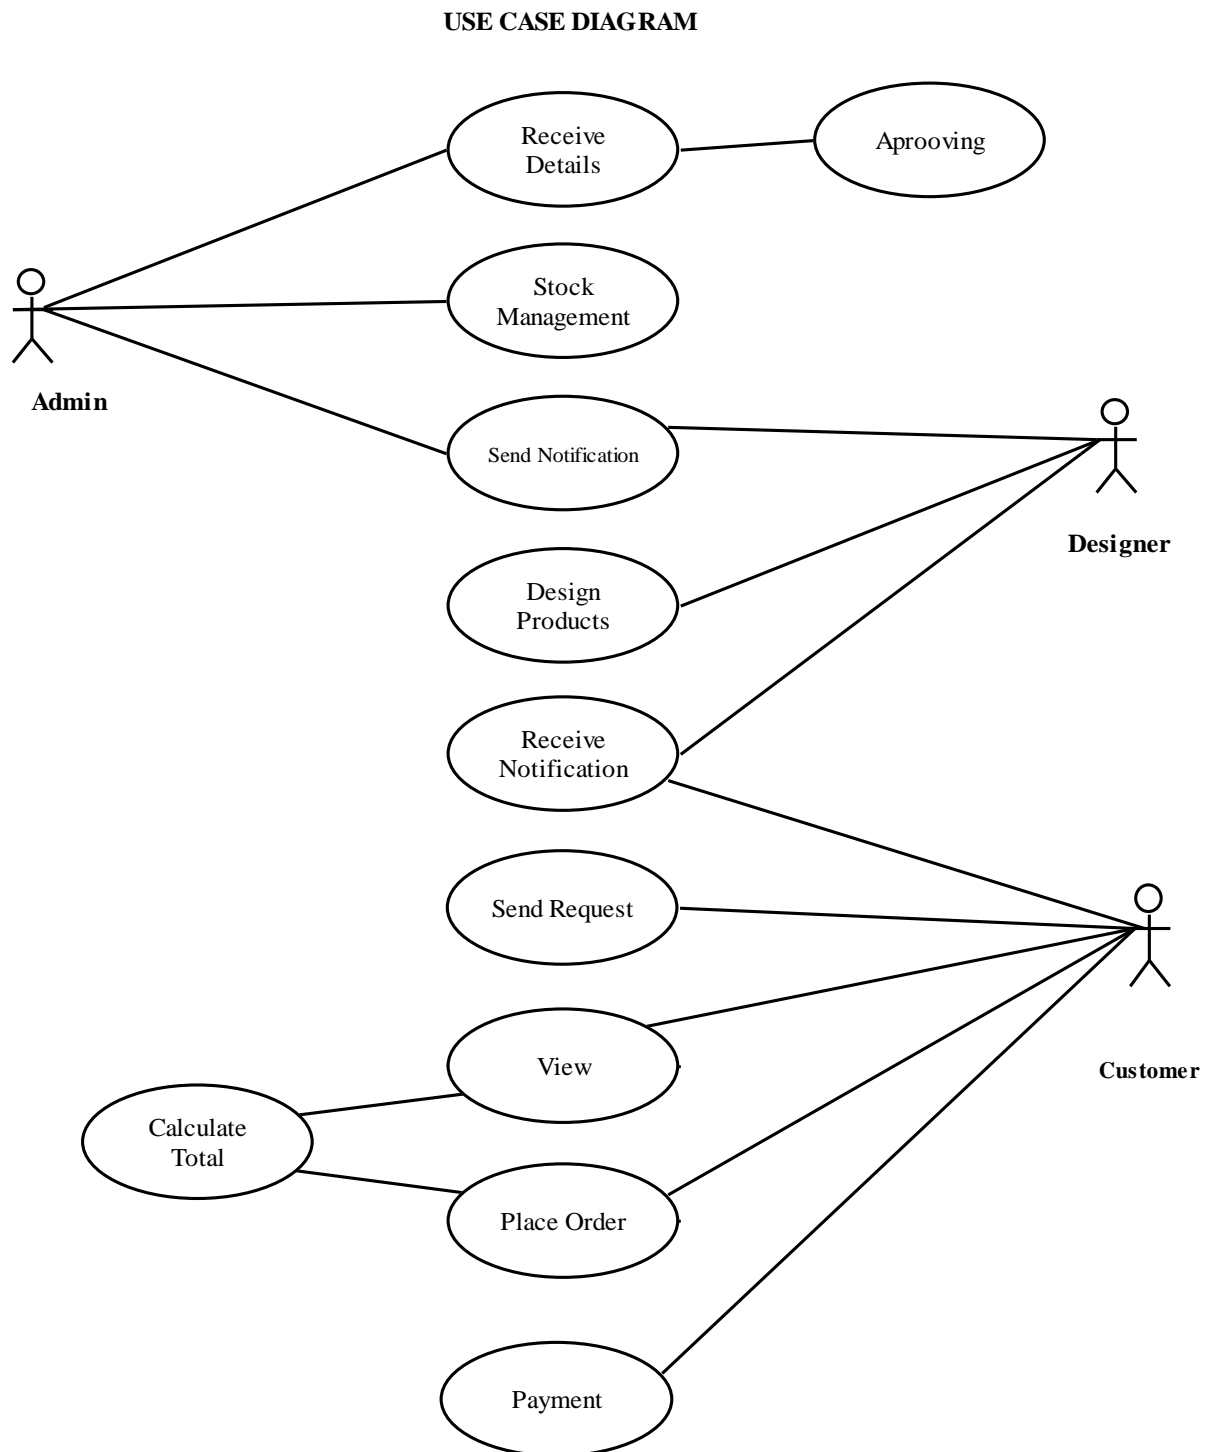 USE CASE DIAGRAM
Receive
Details
Aprooving
Stock
Management
Admin
Send Notification
Designer
Design
Products
Receive
Notification
Send Request
View
Customer
Calculate
Total
Place Order
Payment